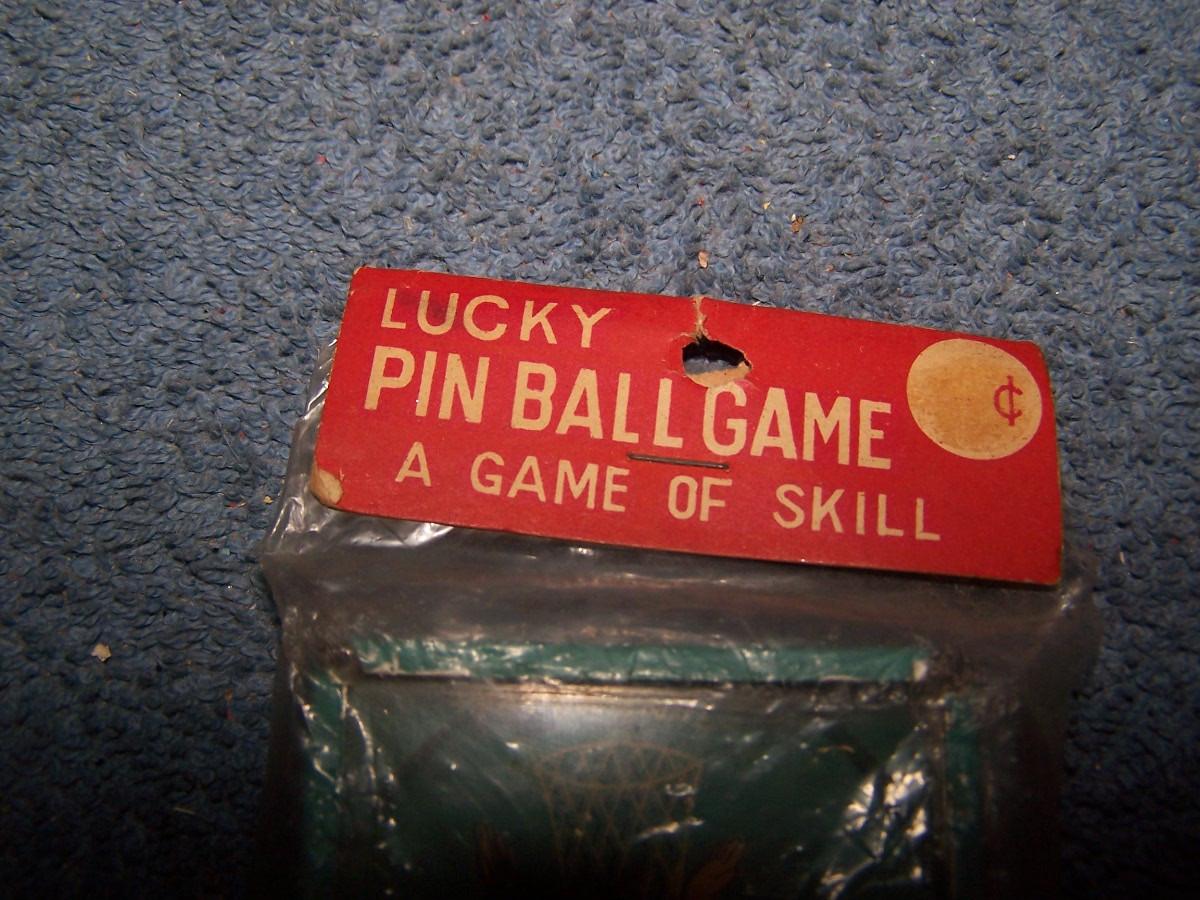 LUCKY
PIN BALL GAME
¢
A GAME OF SKILL